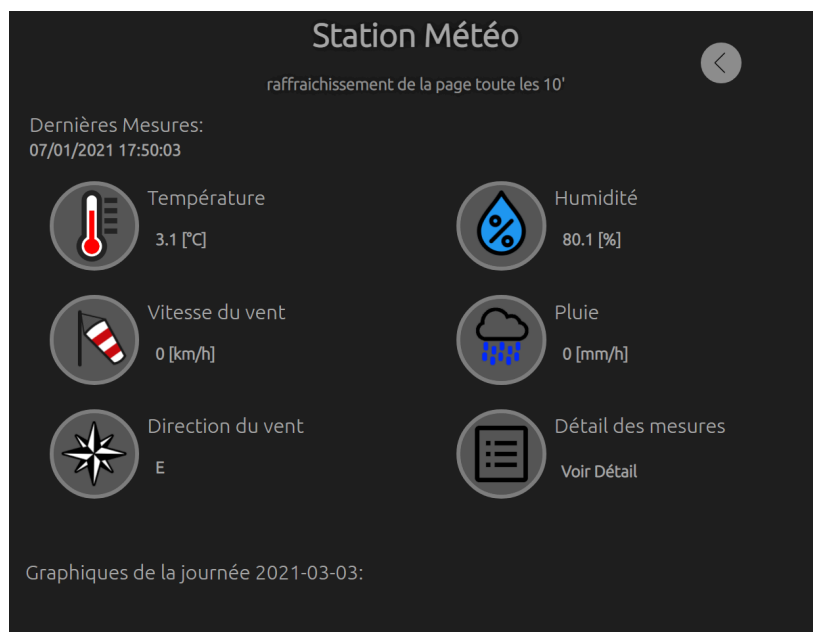 Station Météo
raffraichissement de la page toute les 10'
Dernières Mesures:
07/01/2021 17:50:03
Température
3.1 [°C]
Humidité
80.1 [%]
Vitesse du vent
0 [km/h]
Pluie
0 [mm/h]
Direction du vent
E
Détail des mesures
Voir Détail
Graphiques de la journée 2021-03-03: